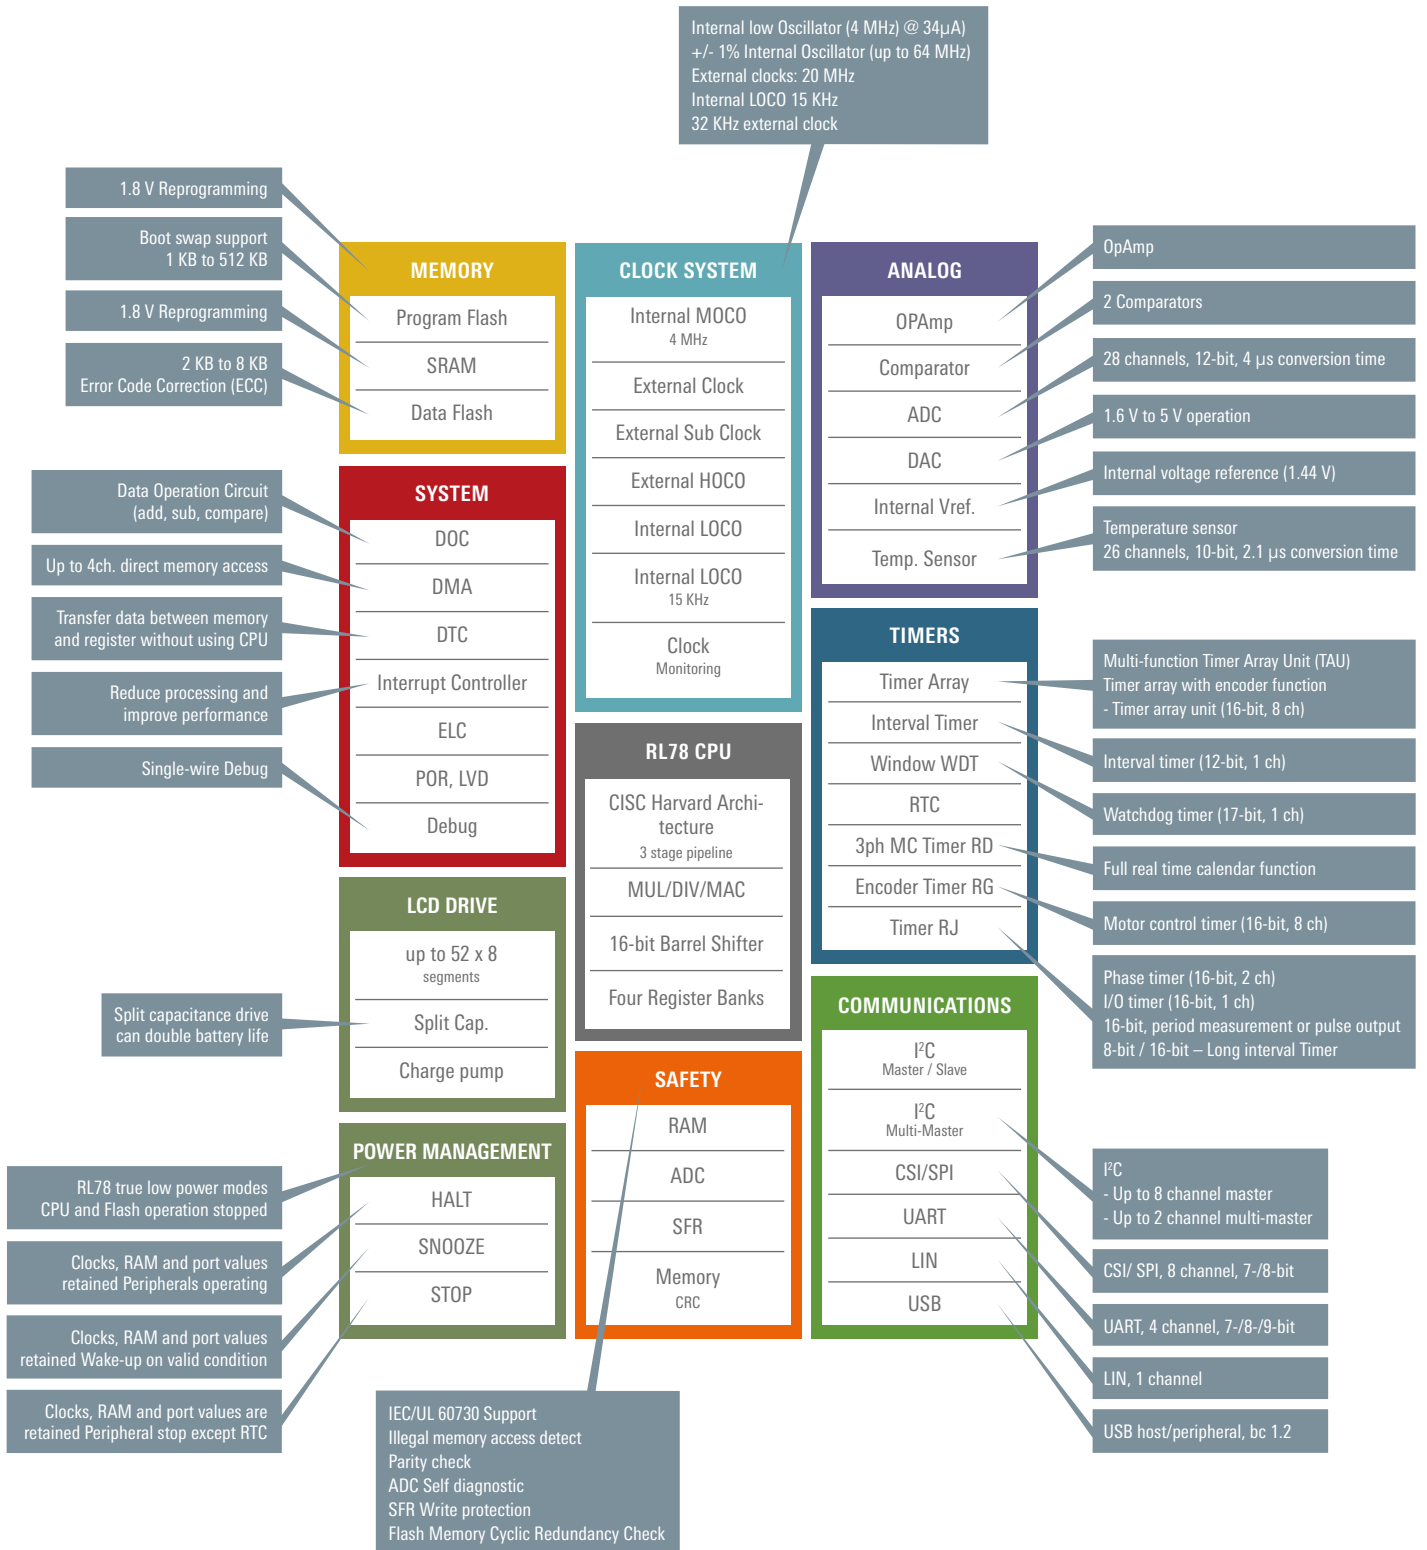 Internal low Oscillator (4 MHz) @ 34µA)
+/- 1% Internal Oscillator (up to 64 MHz)
External clocks: 20 MHz
Internal LOCO 15 KHz
32 KHz external clock
1.8 V Reprogramming
Boot swap support
1 KB to 512 KB
1.8 V Reprogramming
2 KB to 8 KB
Error Code Correction (ECC)
Data Operation Circuit
(add, sub, compare)
Up to 4ch. direct memory access
Transfer data between memory
and register without using CPU
Reduce processing and
improve performance
Single-wire Debug
Split capacitance drive
can double battery life
RL78 true low power modes
CPU and Flash operation stopped
Clocks, RAM and port values
retained Peripherals operating
Clocks, RAM and port values
retained Wake-up on valid condition
Clocks, RAM and port values are
retained Peripheral stop except RTC
MEMORY
Program Flash
SRAM
Data Flash
SYSTEM
DOC
DMA
DTC
Interrupt Controller
ELC
POR, LVD
Debug
LCD DRIVE
up to 52 x 8
segments
Split Cap.
Charge pump
POWER MANAGEMENT
HALT
SNOOZE
STOP
CLOCK SYSTEM
Internal MOCO
4 MHz
External Clock
External Sub Clock
External HOCO
Internal LOCO
Internal LOCO
15 KHz
Clock
Monitoring
RL78 CPU
CISC Harvard Archi-
tecture
3 stage pipeline
MUL/DIV/MAC
16-bit Barrel Shifter
Four Register Banks
SAFETY
RAM
ADC
SFR
Memory
CRC
IEC/UL 60730 Support
Illegal memory access detect
Parity check
ADC Self diagnostic
SFR Write protection
Flash Memory Cyclic Redundancy Check
ANALOG
OPAmp
Comparator
ADC
DAC
Internal Vref.
Temp. Sensor
TIMERS
Timer Array
Interval Timer
Window WDT
RTC
3ph MC Timer RD
Encoder Timer RG
Timer RJ
COMMUNICATIONS
I²C
Master / Slave
I²C
Multi-Master
CSI/SPI
UART
LIN
USB
OpAmp
2 Comparators
28 channels, 12-bit, 4 µs conversion time
1.6 V to 5 V operation
Internal voltage reference (1.44 V)
Temperature sensor
26 channels, 10-bit, 2.1 µs conversion time
Multi-function Timer Array Unit (TAU)
Timer array with encoder function
- Timer array unit (16-bit, 8 ch)
Interval timer (12-bit, 1 ch)
Watchdog timer (17-bit, 1 ch)
Full real time calendar function
Motor control timer (16-bit, 8 ch)
Phase timer (16-bit, 2 ch)
I/O timer (16-bit, 1 ch)
16-bit, period measurement or pulse output
8-bit / 16-bit – Long interval Timer
I²C
- Up to 8 channel master
- Up to 2 channel multi-master
CSI/ SPI, 8 channel, 7-/8-bit
UART, 4 channel, 7-/8-/9-bit
LIN, 1 channel
USB host/peripheral, bc 1.2